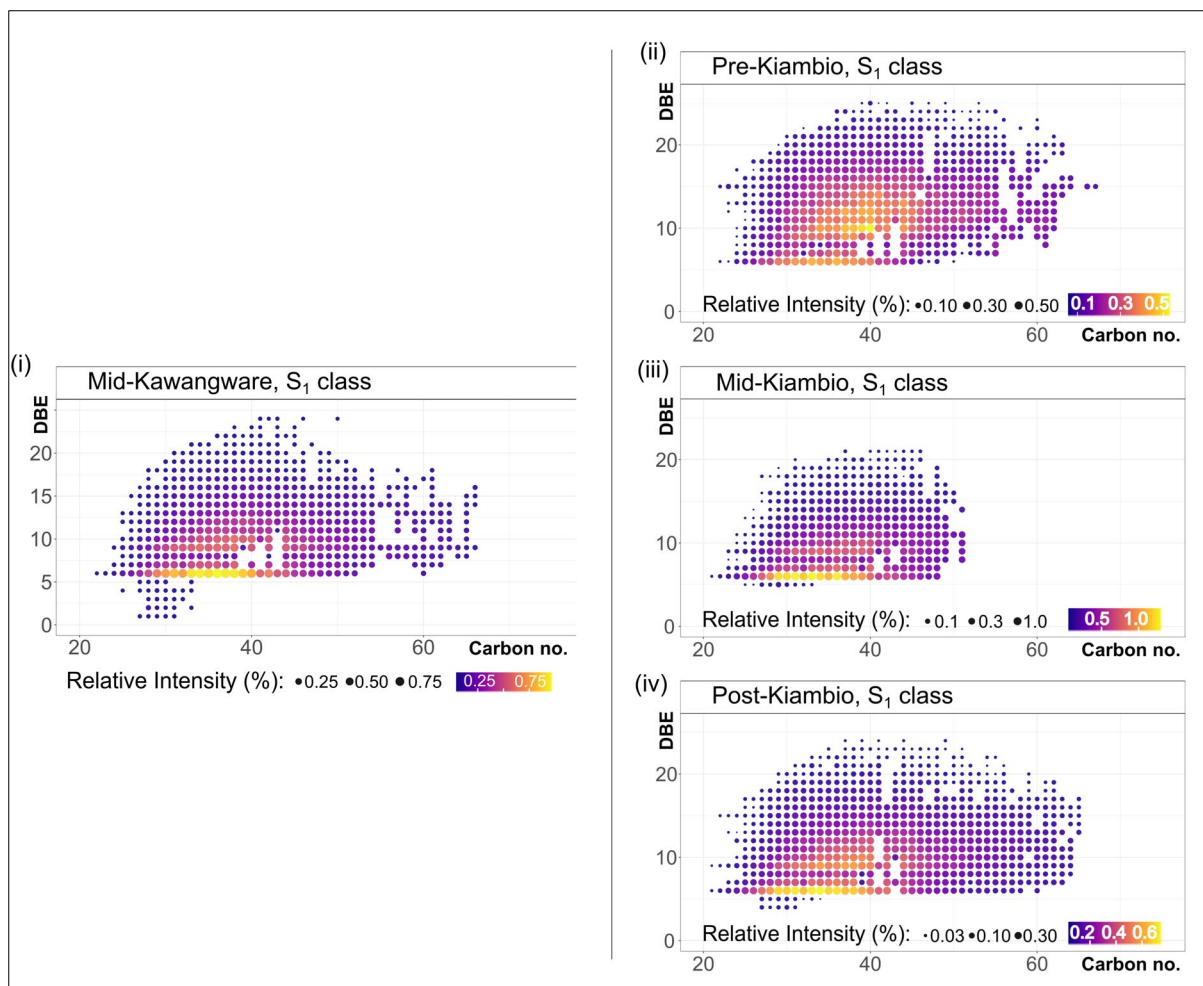 (i)
Mid-Kawangware, S₁ class
DBE
20
15
10
5
0
20 40 60 Carbon no.
Relative Intensity (%): 0.25 0.50 0.75 0.25 0.75
(ii)
Pre-Kiambio, S₁ class
DBE
20
10
0
Relative Intensity (%): 0.10 0.30 0.50 0.1 0.3 0.5
20 40 60 Carbon no.
(iii)
Mid-Kiambio, S₁ class
DBE
20
10
0
Relative Intensity (%): 0.1 0.3 1.0 0.5 1.0
20 40 60 Carbon no.
(iv)
Post-Kiambio, S₁ class
DBE
20
10
0
Relative Intensity (%): 0.03 0.10 0.30 0.2 0.4 0.6
20 40 60 Carbon no.